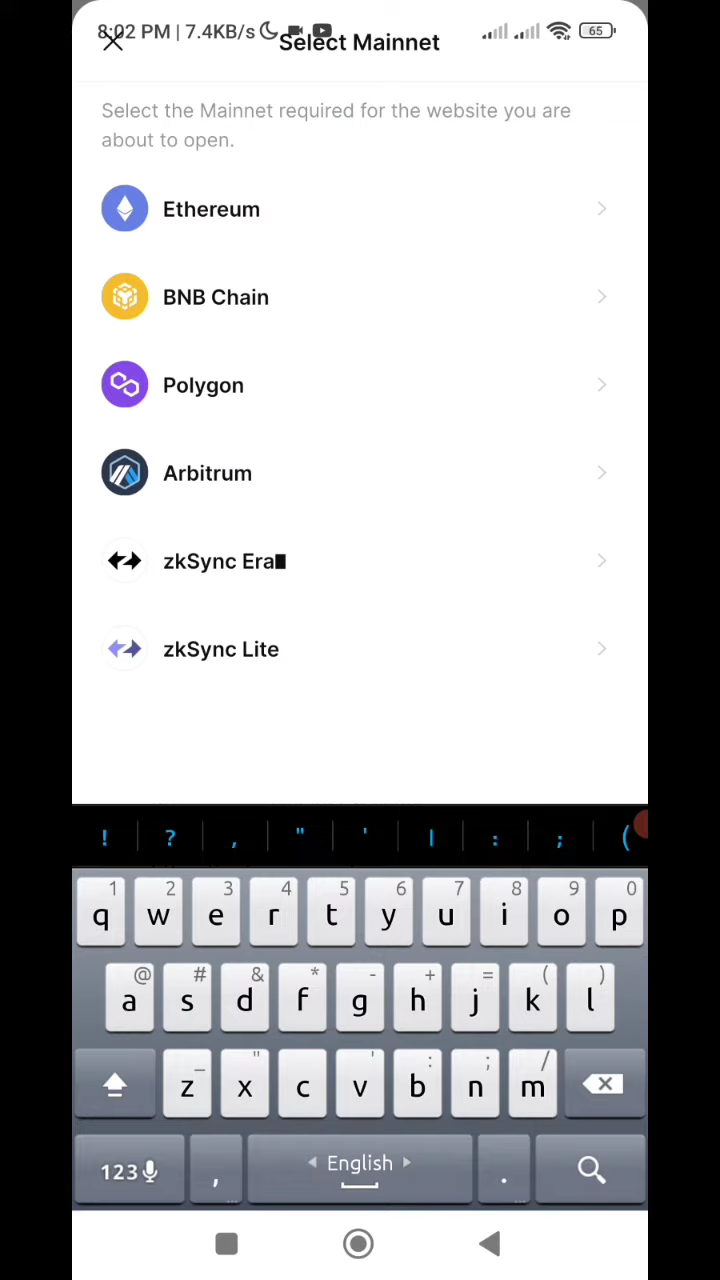 8:02 PM | 7.4KB/s
65
Select Mainnet
Select the Mainnet required for the website you are
about to open.
Ethereum
BNB Chain
Polygon
Arbitrum
zkSync Era
zkSync Lite
! ? , " ' | : ; (
1 2 3 4 5 6 7 8 9 0
q w e r t y u i o p
@ # & * - + = ( )
a s d f g h j k l
_ " ' : ; /
z x c v b n m
123 , English .